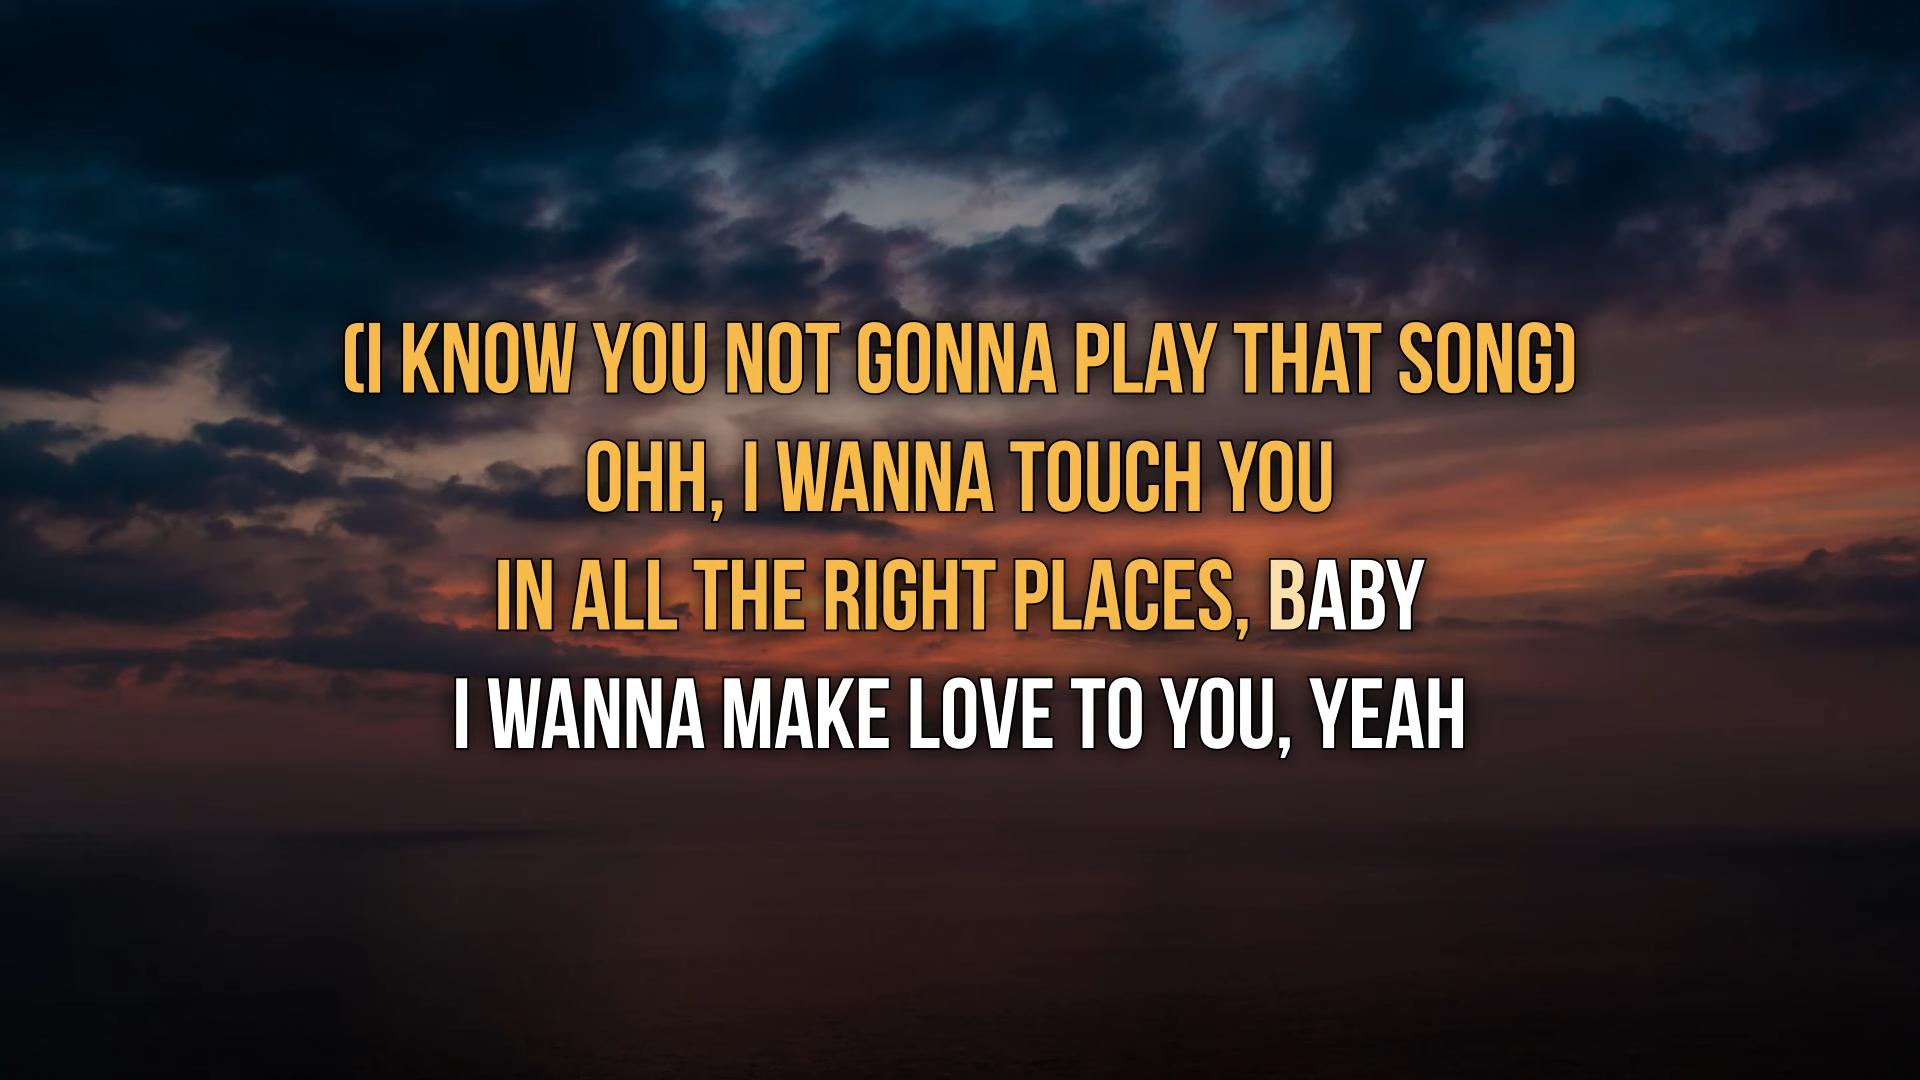 (I KNOW YOU NOT GONNA PLAY THAT SONG)
OHH, I WANNA TOUCH YOU
IN ALL THE RIGHT PLACES, BABY
I WANNA MAKE LOVE TO YOU, YEAH